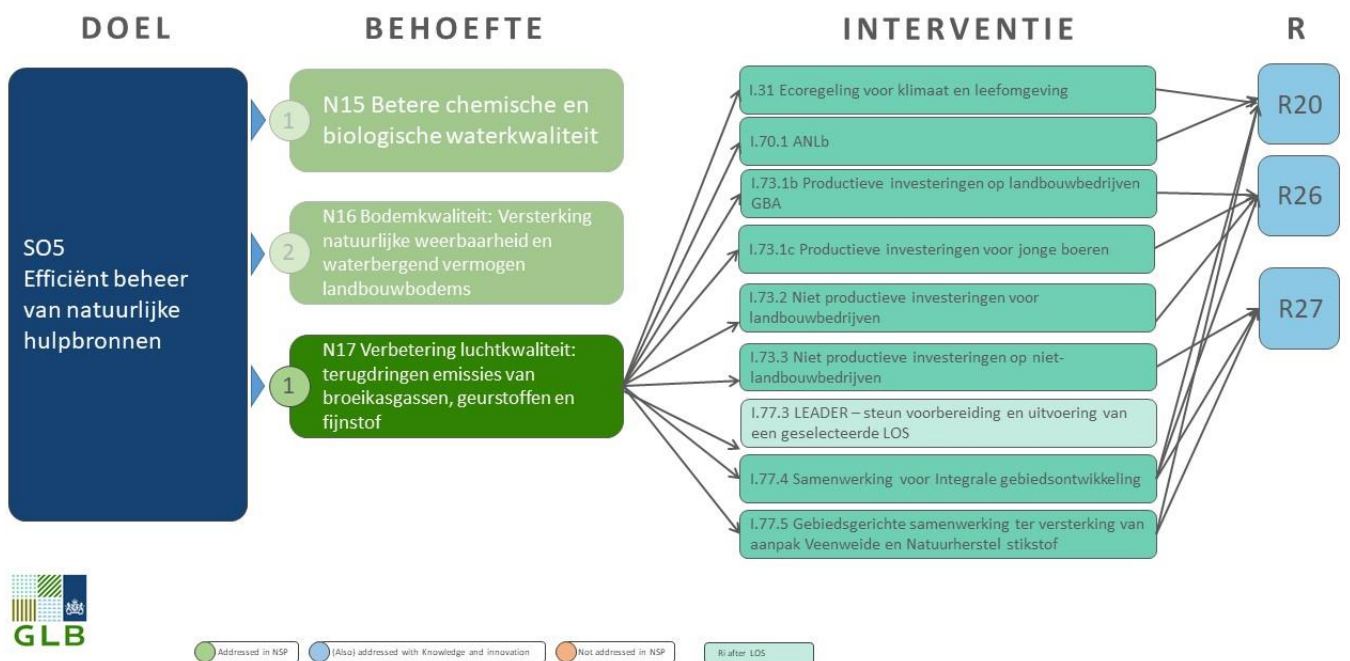 DOEL
BEHOEFTE
INTERVENTIE
R
SO5
Efficiënt beheer
van natuurlijke
hulpbronnen
1
N15 Betere chemische en
biologische waterkwaliteit
2
N16 Bodemkwaliteit: Versterking
natuurlijke weerbaarheid en
waterbergend vermogen
landbouwbodems
1
N17 Verbetering luchtkwaliteit:
terugdringen emissies van
broeikasgassen, geurstoffen en
fijnstof
I.31 Ecoregeling voor klimaat en leefomgeving
I.70.1 ANLb
I.73.1b Productieve investeringen op landbouwbedrijven
GBA
I.73.1c Productieve investeringen voor jonge boeren
I.73.2 Niet productieve investeringen voor
landbouwbedrijven
I.73.3 Niet productieve investeringen op niet-
landbouwbedrijven
I.77.3 LEADER – steun voorbereiding en uitvoering van
een geselecteerde LOS
I.77.4 Samenwerking voor Integrale gebiedsontwikkeling
I.77.5 Gebiedsgerichte samenwerking ter versterking van
aanpak Veenweide en Natuurherstel stikstof
R20
R26
R27
GLB
Addressed in NSP
(Also) addressed with Knowledge and innovation
Not addressed in NSP
Ri after LOS